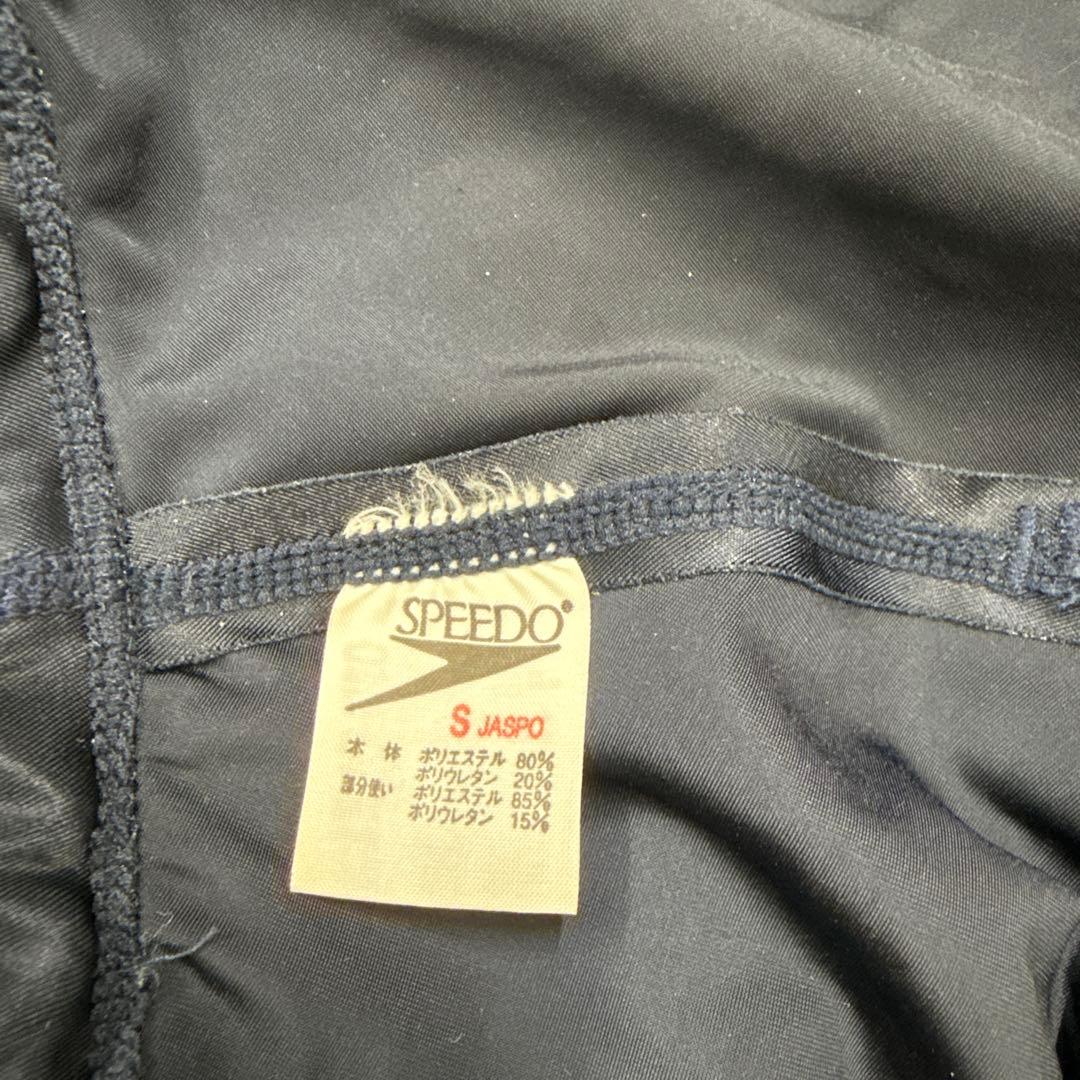 SPEEDO®
S JASPO
本体 ポリエステル 80%
ポリウレタン 20%
部分使い ポリエステル 85%
ポリウレタン 15%